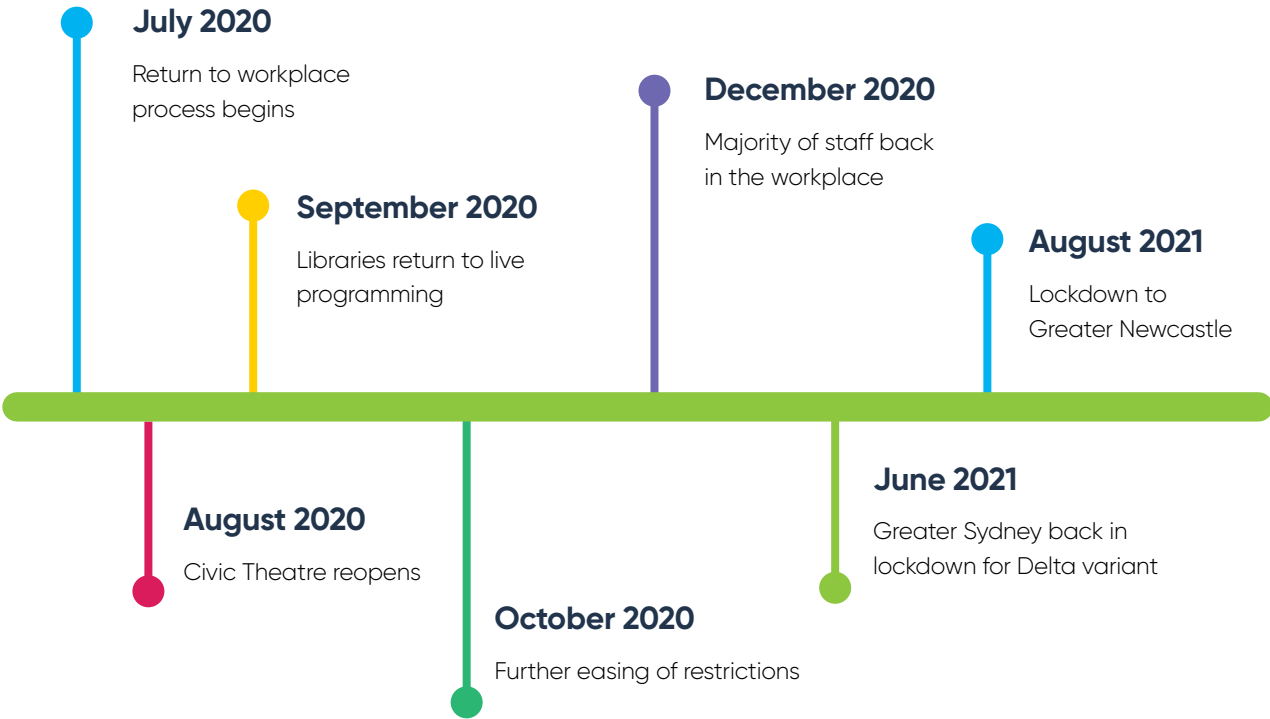 July 2020
Return to workplace
process begins
August 2020
Civic Theatre reopens
September 2020
Libraries return to live
programming
October 2020
Further easing of restrictions
December 2020
Majority of staff back
in the workplace
June 2021
Greater Sydney back in
lockdown for Delta variant
August 2021
Lockdown to
Greater Newcastle